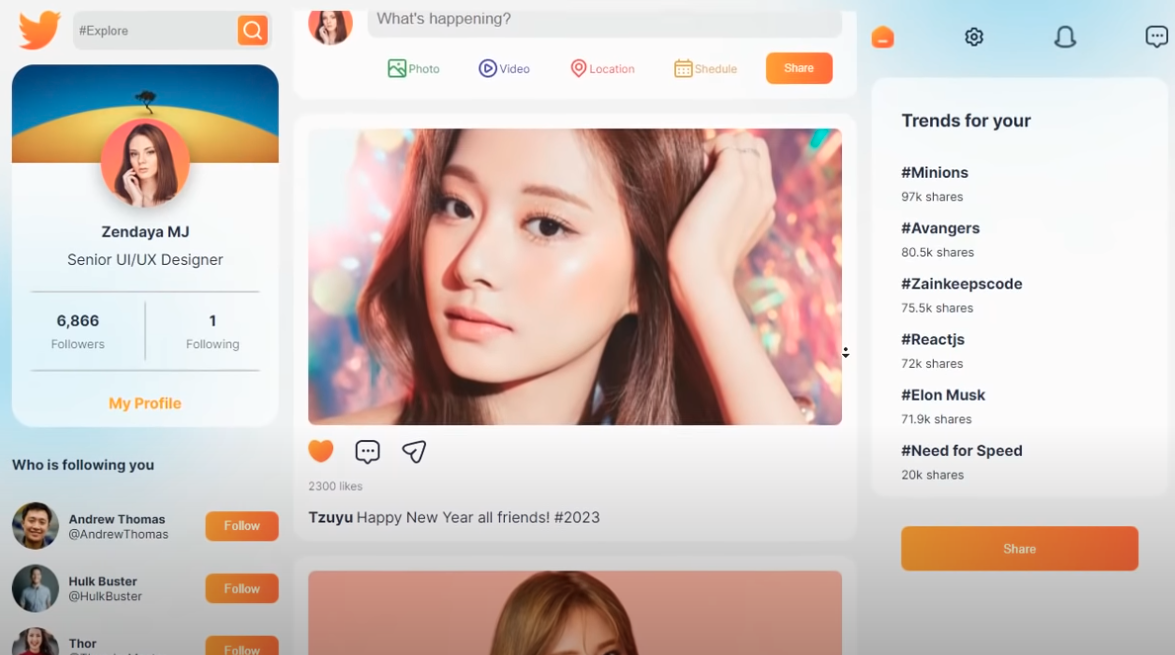 #Explore
Zendaya MJ
Senior UI/UX Designer
6,866
Followers
1
Following
My Profile
Who is following you
Andrew Thomas
@AndrewThomas
Follow
Hulk Buster
@HulkBuster
Follow
Thor
Follow
What's happening?
Photo
Video
Location
Shedule
Share
2300 likes
Tzuyu Happy New Year all friends! #2023
Trends for your
#Minions
97k shares
#Avangers
80.5k shares
#Zainkeepscode
75.5k shares
#Reactjs
72k shares
#Elon Musk
71.9k shares
#Need for Speed
20k shares
Share